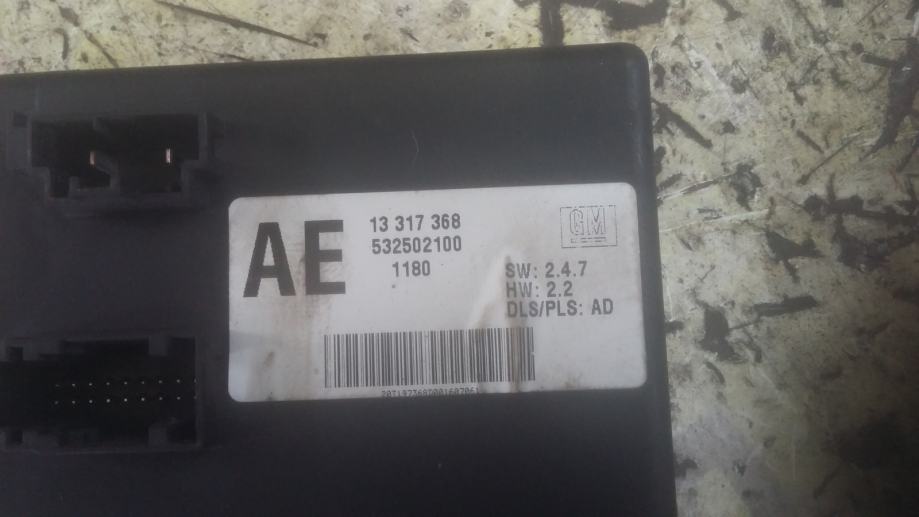 AE
13 317 368
532502100
1180
GM
SW: 2.4.7
HW: 2.2
DLS/PLS: AD